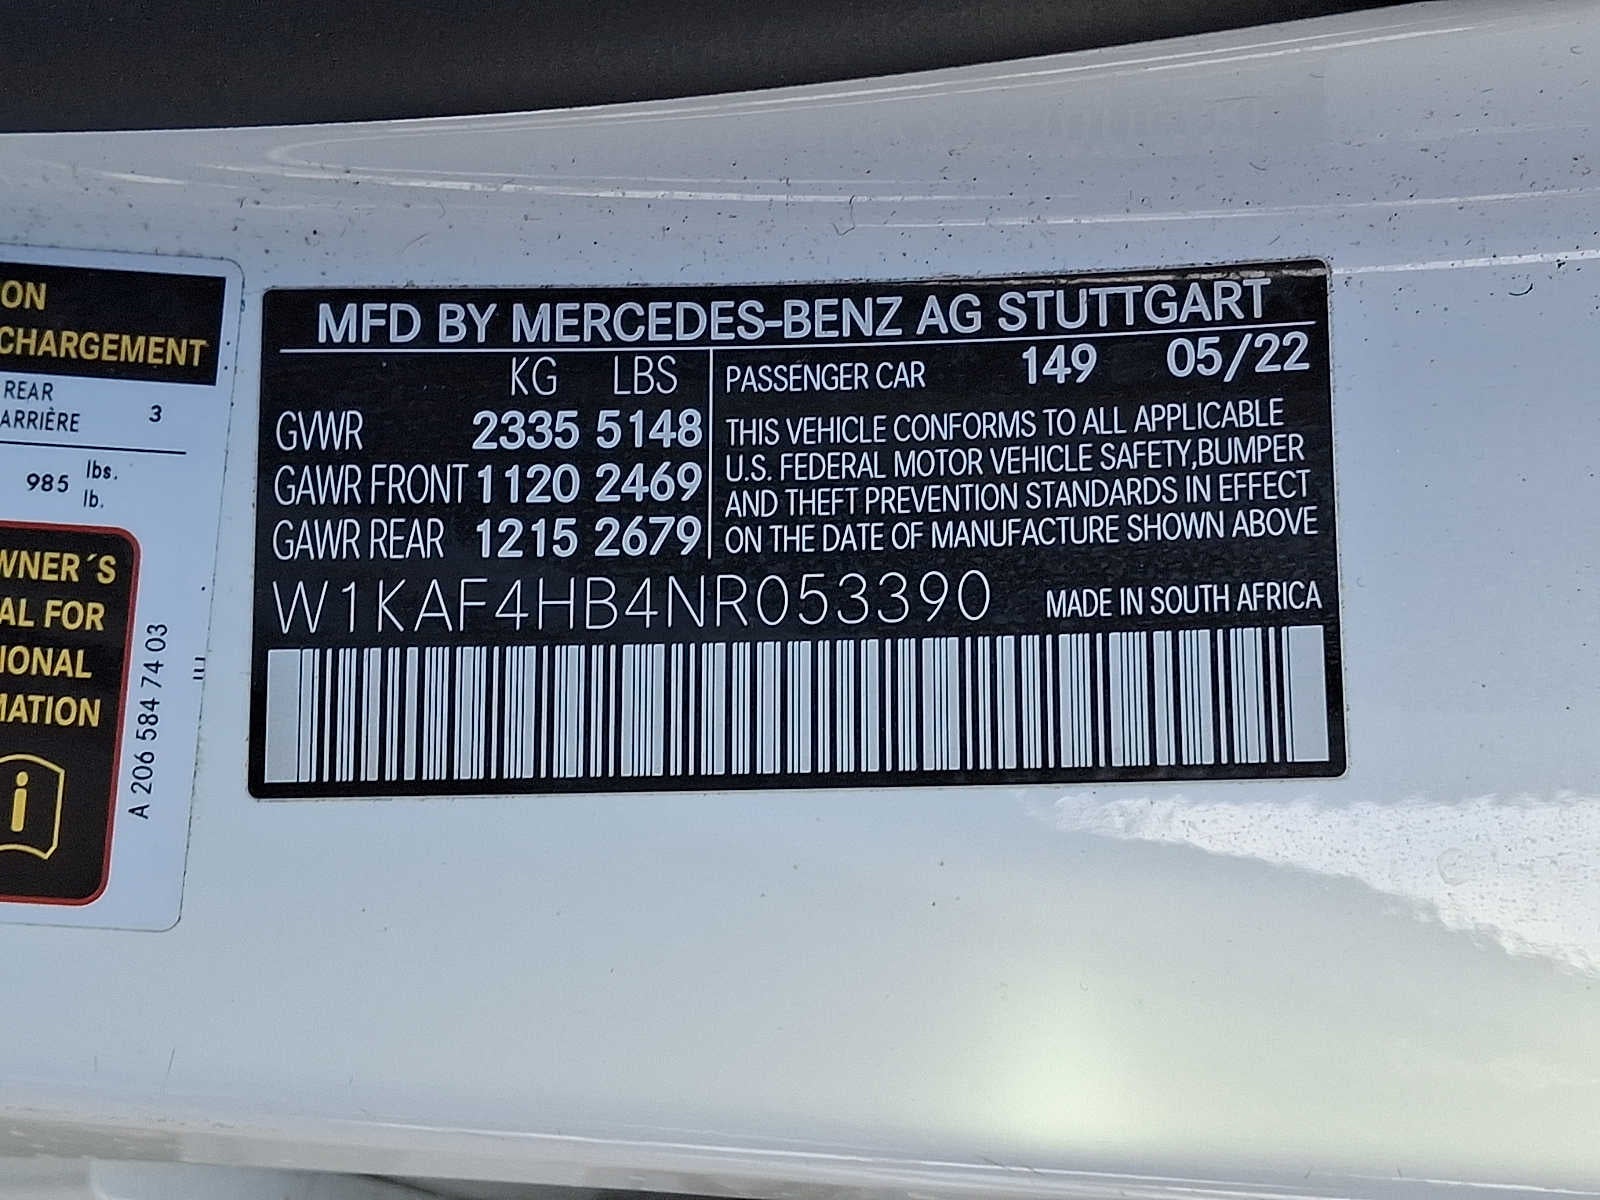 ON
CHARGEMENT
REAR
ARRIÈRE 3
985 lbs.
lb.
WNER´S
AL FOR
IONAL
MATION
i
A 206 584 74 03
MFD BY MERCEDES-BENZ AG STUTTGART
KG LBS
GVWR 2335 5148
GAWR FRONT 1120 2469
GAWR REAR 1215 2679
PASSENGER CAR 149 05/22
THIS VEHICLE CONFORMS TO ALL APPLICABLE
U.S. FEDERAL MOTOR VEHICLE SAFETY,BUMPER
AND THEFT PREVENTION STANDARDS IN EFFECT
ON THE DATE OF MANUFACTURE SHOWN ABOVE
W1KAF4HB4NR053390 MADE IN SOUTH AFRICA